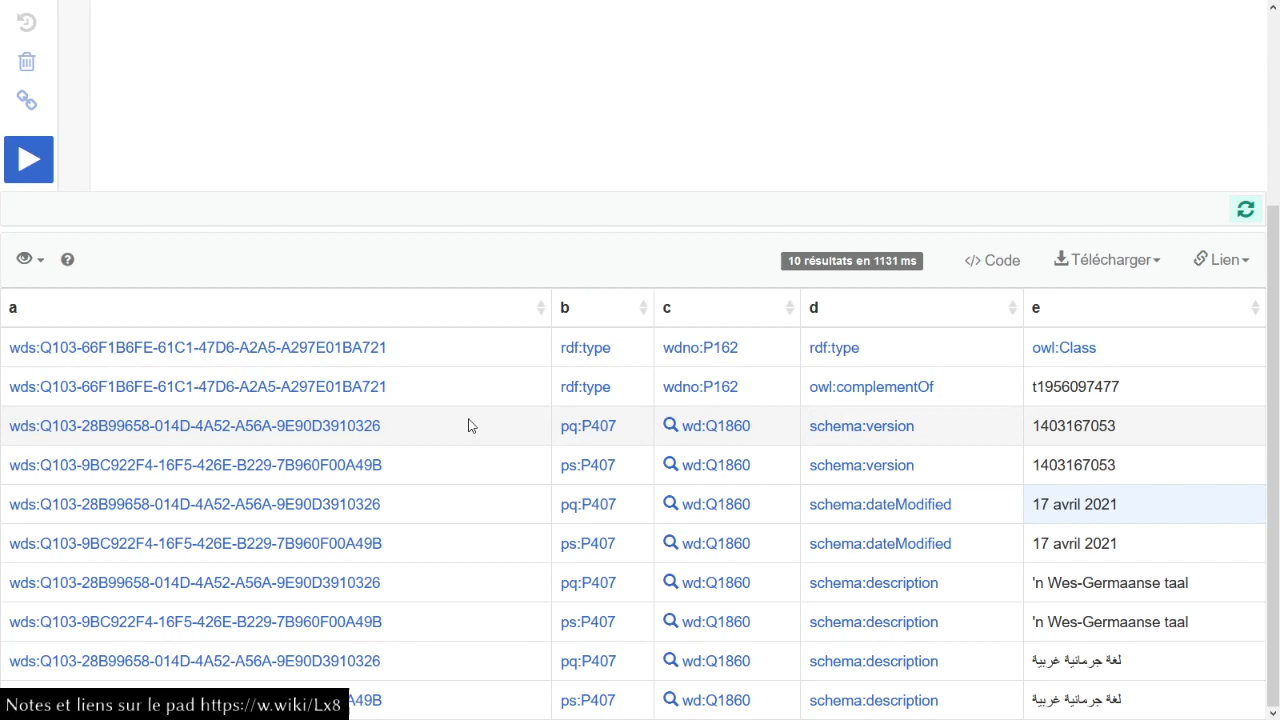 10 résultats en 1131 ms </> Code Télécharger Lien
a b c d e
wds:Q103-66F1B6FE-61C1-47D6-A2A5-A297E01BA721 rdf:type wdno:P162 rdf:type owl:Class
wds:Q103-66F1B6FE-61C1-47D6-A2A5-A297E01BA721 rdf:type wdno:P162 owl:complementOf t1956097477
wds:Q103-28B99658-014D-4A52-A56A-9E90D3910326 pq:P407 wd:Q1860 schema:version 1403167053
wds:Q103-9BC922F4-16F5-426E-B229-7B960F00A49B ps:P407 wd:Q1860 schema:version 1403167053
wds:Q103-28B99658-014D-4A52-A56A-9E90D3910326 pq:P407 wd:Q1860 schema:dateModified 17 avril 2021
wds:Q103-9BC922F4-16F5-426E-B229-7B960F00A49B ps:P407 wd:Q1860 schema:dateModified 17 avril 2021
wds:Q103-28B99658-014D-4A52-A56A-9E90D3910326 pq:P407 wd:Q1860 schema:description 'n Wes-Germaanse taal
wds:Q103-9BC922F4-16F5-426E-B229-7B960F00A49B ps:P407 wd:Q1860 schema:description 'n Wes-Germaanse taal
wds:Q103-28B99658-014D-4A52-A56A-9E90D3910326 pq:P407 wd:Q1860 schema:description لغة جرمانية غربية
A49B ps:P407 wd:Q1860 schema:description لغة جرمانية غربية
Notes et liens sur le pad https://w.wiki/Lx8